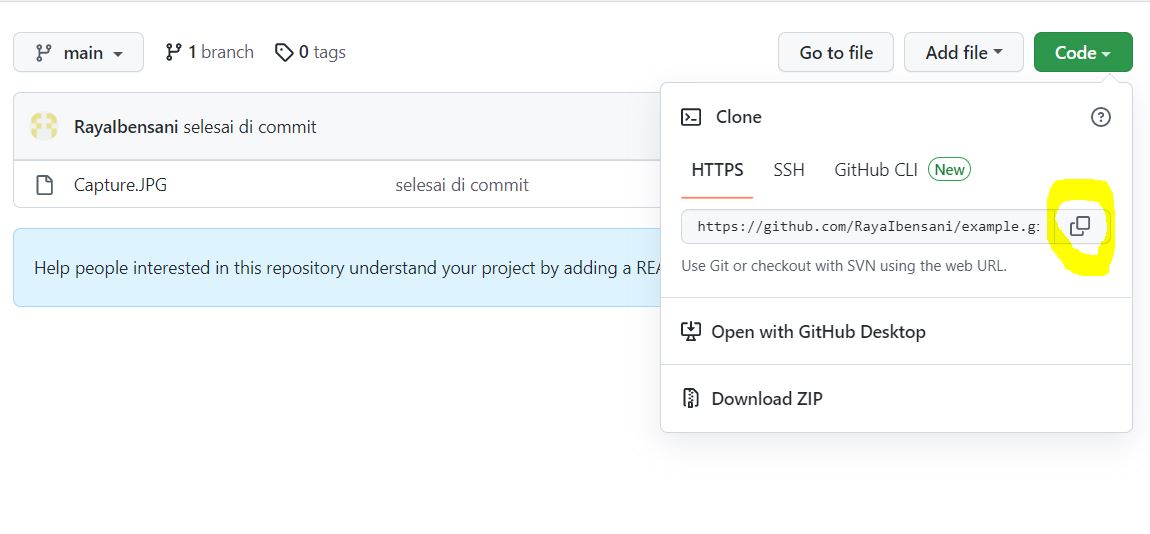 main 1 branch 0 tags Go to file Add file Code
RayaIbensani selesai di commit
Capture.JPG selesai di commit
Help people interested in this repository understand your project by adding a
Clone
HTTPS SSH GitHub CLI New
https://github.com/RayaIbensani/example.g
Use Git or checkout with SVN using the web URL.
Open with GitHub Desktop
Download ZIP